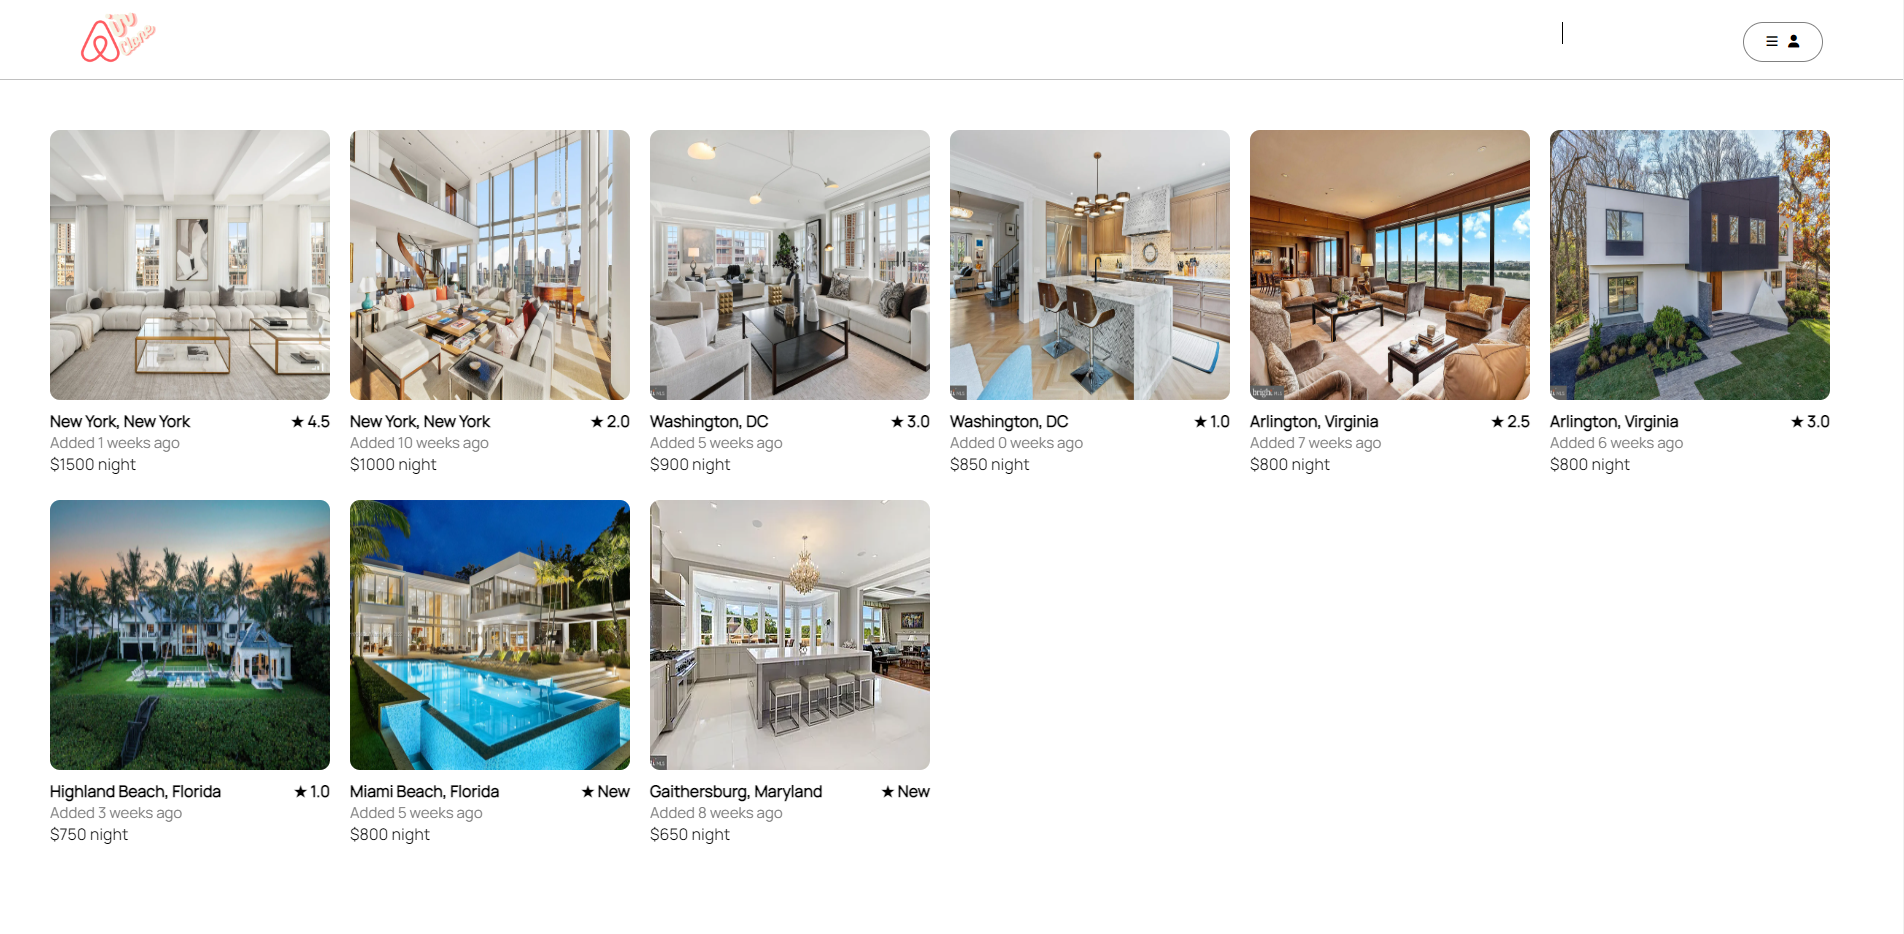 New York, New York ★ 4.5
Added 1 weeks ago
$1500 night
New York, New York ★ 2.0
Added 10 weeks ago
$1000 night
Washington, DC ★ 3.0
Added 5 weeks ago
$900 night
Washington, DC ★ 1.0
Added 0 weeks ago
$850 night
Arlington, Virginia ★ 2.5
Added 7 weeks ago
$800 night
Arlington, Virginia ★ 3.0
Added 6 weeks ago
$800 night
Highland Beach, Florida ★ 1.0
Added 3 weeks ago
$750 night
Miami Beach, Florida ★ New
Added 5 weeks ago
$800 night
Gaithersburg, Maryland ★ New
Added 8 weeks ago
$650 night